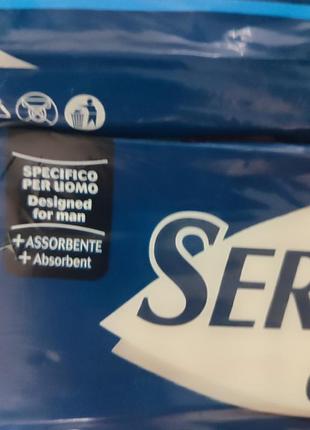 SPECIFICO
PER UOMO
Designed
for man
+ASSORBENTE
+Absorbent
SER